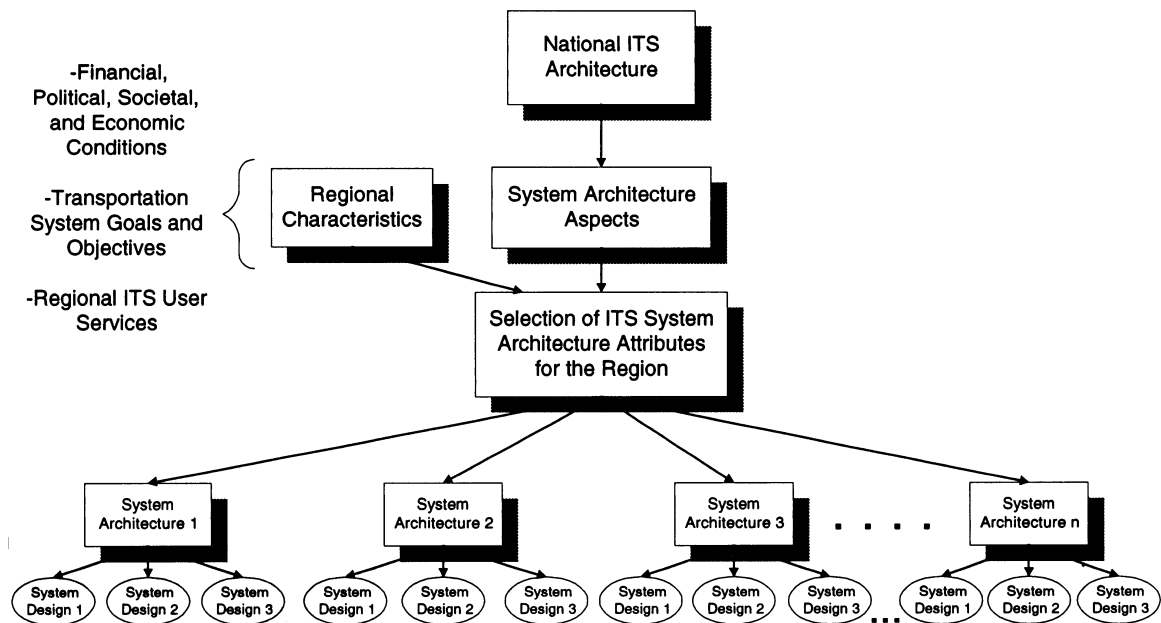 National ITS
Architecture
-Financial,
Political, Societal,
and Economic
Conditions
-Transportation
System Goals and
Objectives
-Regional ITS User
Services
Regional
Characteristics
System Architecture
Aspects
Selection of ITS System
Architecture Attributes
for the Region
System
Architecture 1
System
Architecture 2
System
Architecture 3
. . . .
System
Architecture n
System
Design 1
System
Design 2
System
Design 3
System
Design 1
System
Design 2
System
Design 3
System
Design 1
System
Design 2
System
Design 3
...
System
Design 1
System
Design 2
System
Design 3